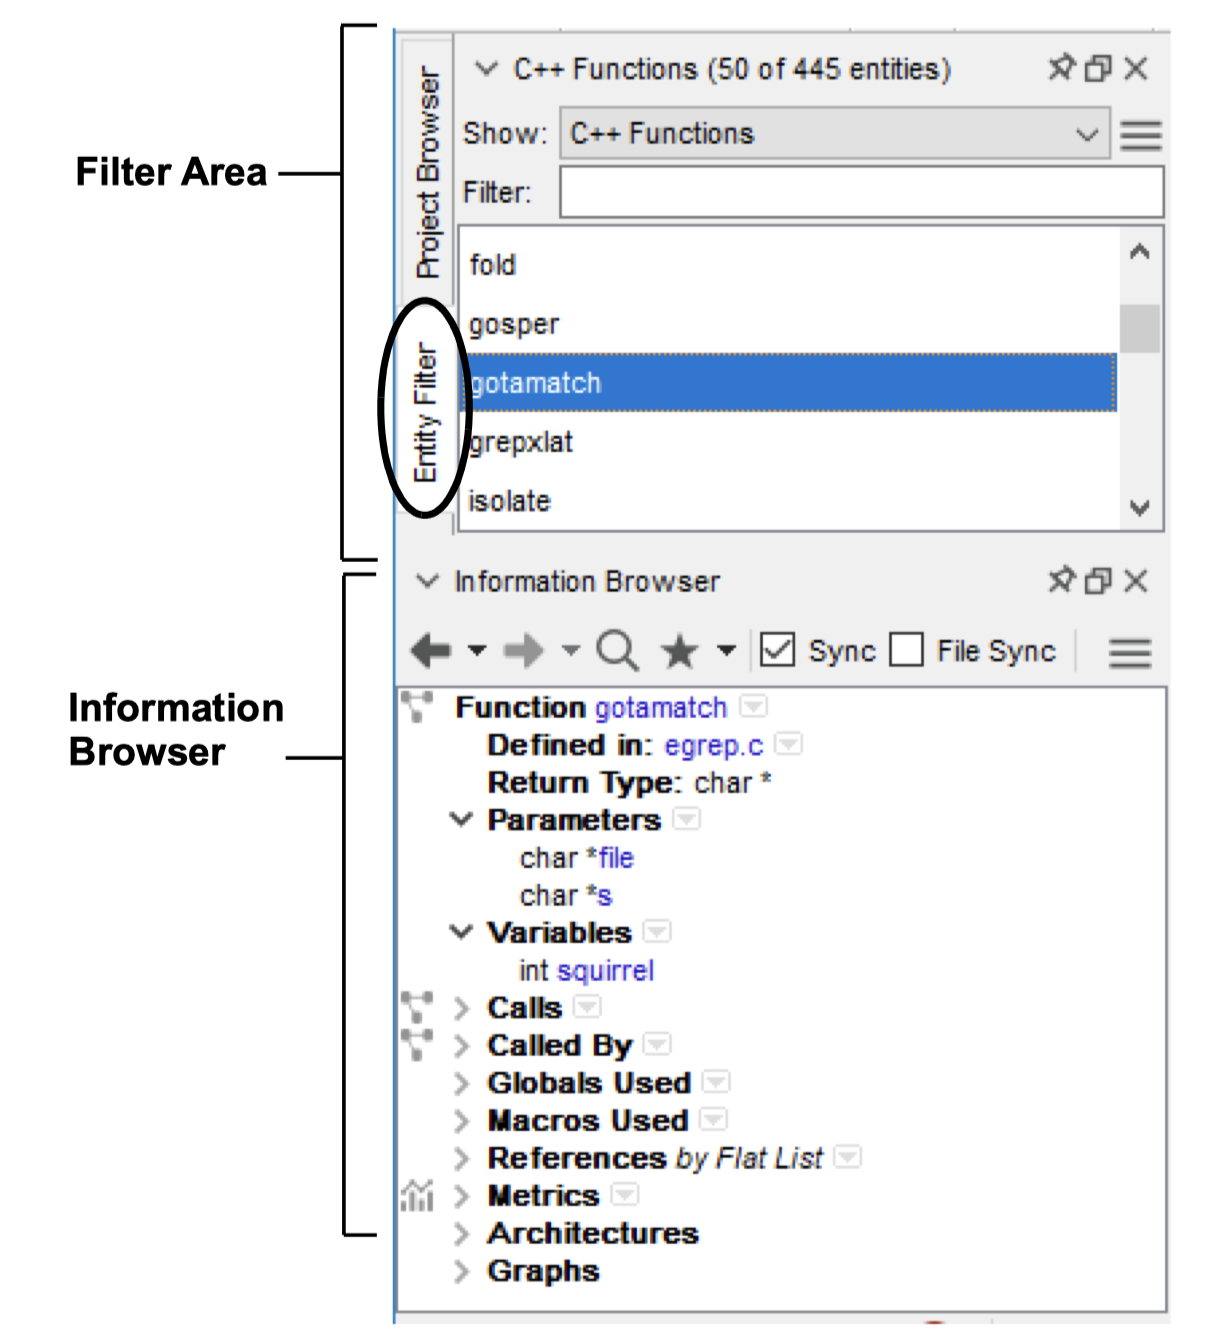 Filter Area
Project Browser
Entity Filter
C++ Functions (50 of 445 entities)
Show: C++ Functions
Filter:
fold
gosper
gotamatch
grepxlat
isolate
Information
Browser
Information Browser
Sync File Sync
Function gotamatch
Defined in: egrep.c
Return Type: char *
Parameters
char *file
char *s
Variables
int squirrel
Calls
Called By
Globals Used
Macros Used
References by Flat List
Metrics
Architectures
Graphs